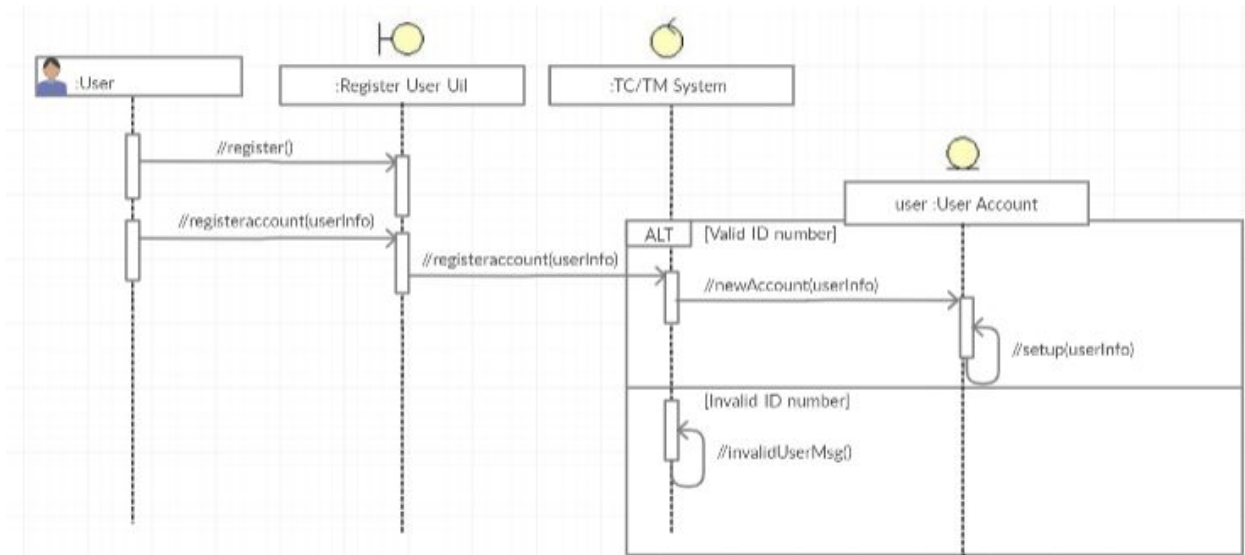 :User
:Register User Uil
:TC/TM System
//register()
user :User Account
//registeraccount(userInfo)
ALT
[Valid ID number]
//registeraccount(userInfo)
//newAccount(userInfo)
//setup(userInfo)
[Invalid ID number]
//invalidUserMsg()